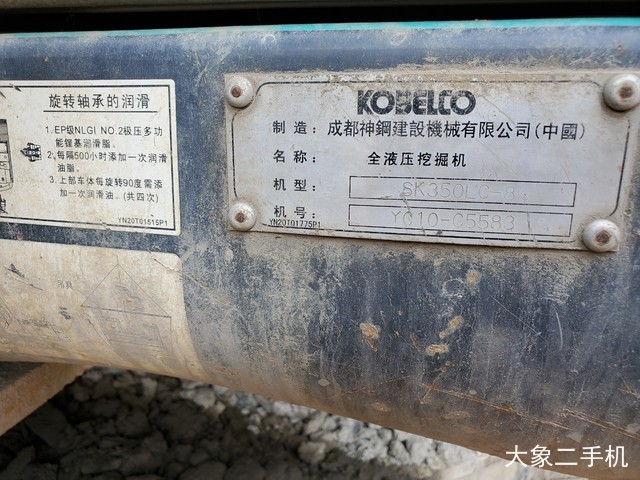 旋转轴承的润滑
1. EP级NLGI NO.2极压多功
能锂基润滑脂。
2. 每隔500小时添加一次润滑
油脂。
3. 上部车体每旋转90度需添
加一次润滑油。(共四次)
YN20T01515P1
KOBELCO
制造：成都神鋼建設機械有限公司(中國)
名称：全液压挖掘机
机型：SK350LC-
机号：YC10-C5583
YN20T01775P1
吊具
大象二手机